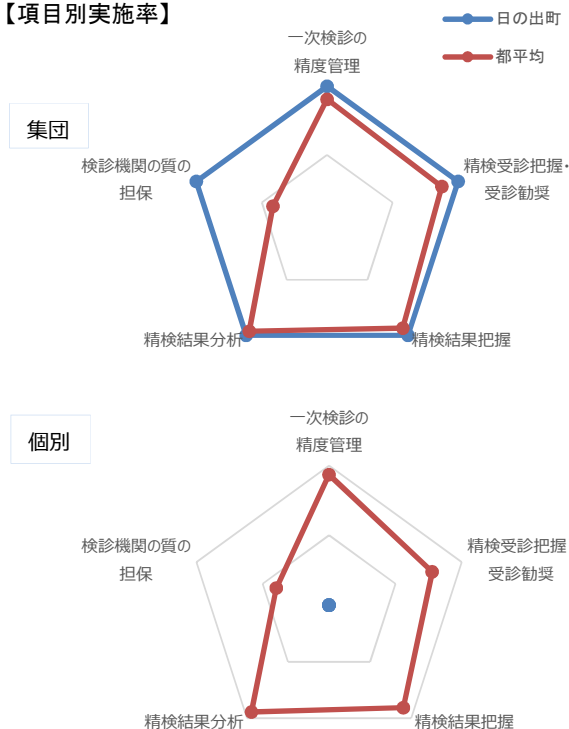 【項目別実施率】
日の出町
都平均
集団
一次検診の
精度管理
精検受診把握・
受診勧奨
精検結果把握
精検結果分析
検診機関の質の
担保
個別
一次検診の
精度管理
精検受診把握
受診勧奨
精検結果把握
精検結果分析
検診機関の質の
担保